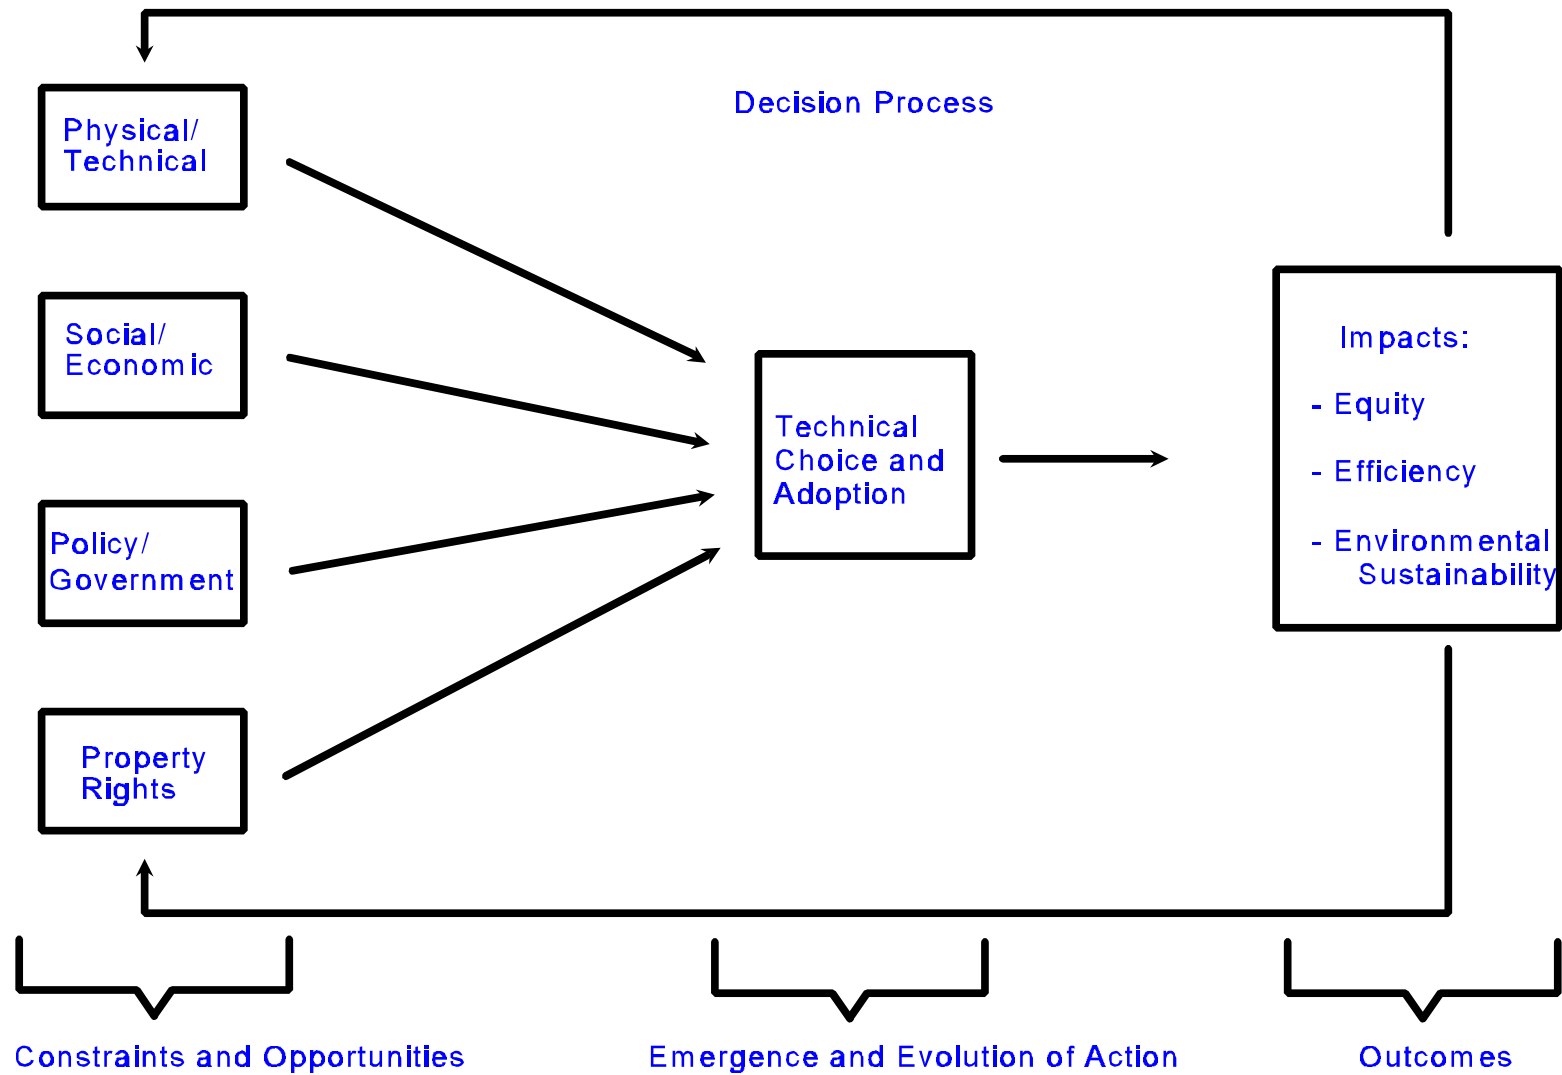 Decision Process
Physical/
Technical
Social/
Economic
Policy/
Government
Property
Rights
Technical
Choice and
Adoption
Impacts:
- Equity
- Efficiency
- Environmental
Sustainability
Constraints and Opportunities
Emergence and Evolution of Action
Outcomes